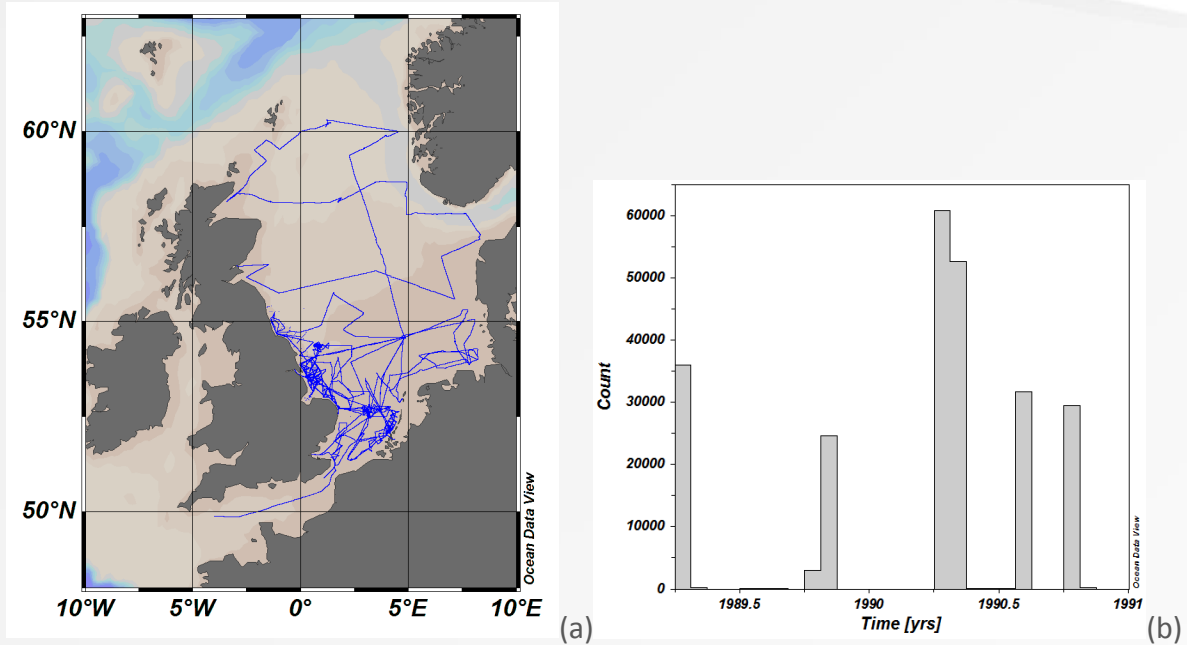 60°N
55°N
50°N
10°W 5°W 0° 5°E 10°E
Ocean Data View
(a)
60000
50000
40000
30000
20000
10000
0
Count
1989.5 1990 1990.5 1991
Time [yrs]
Ocean Data View
(b)